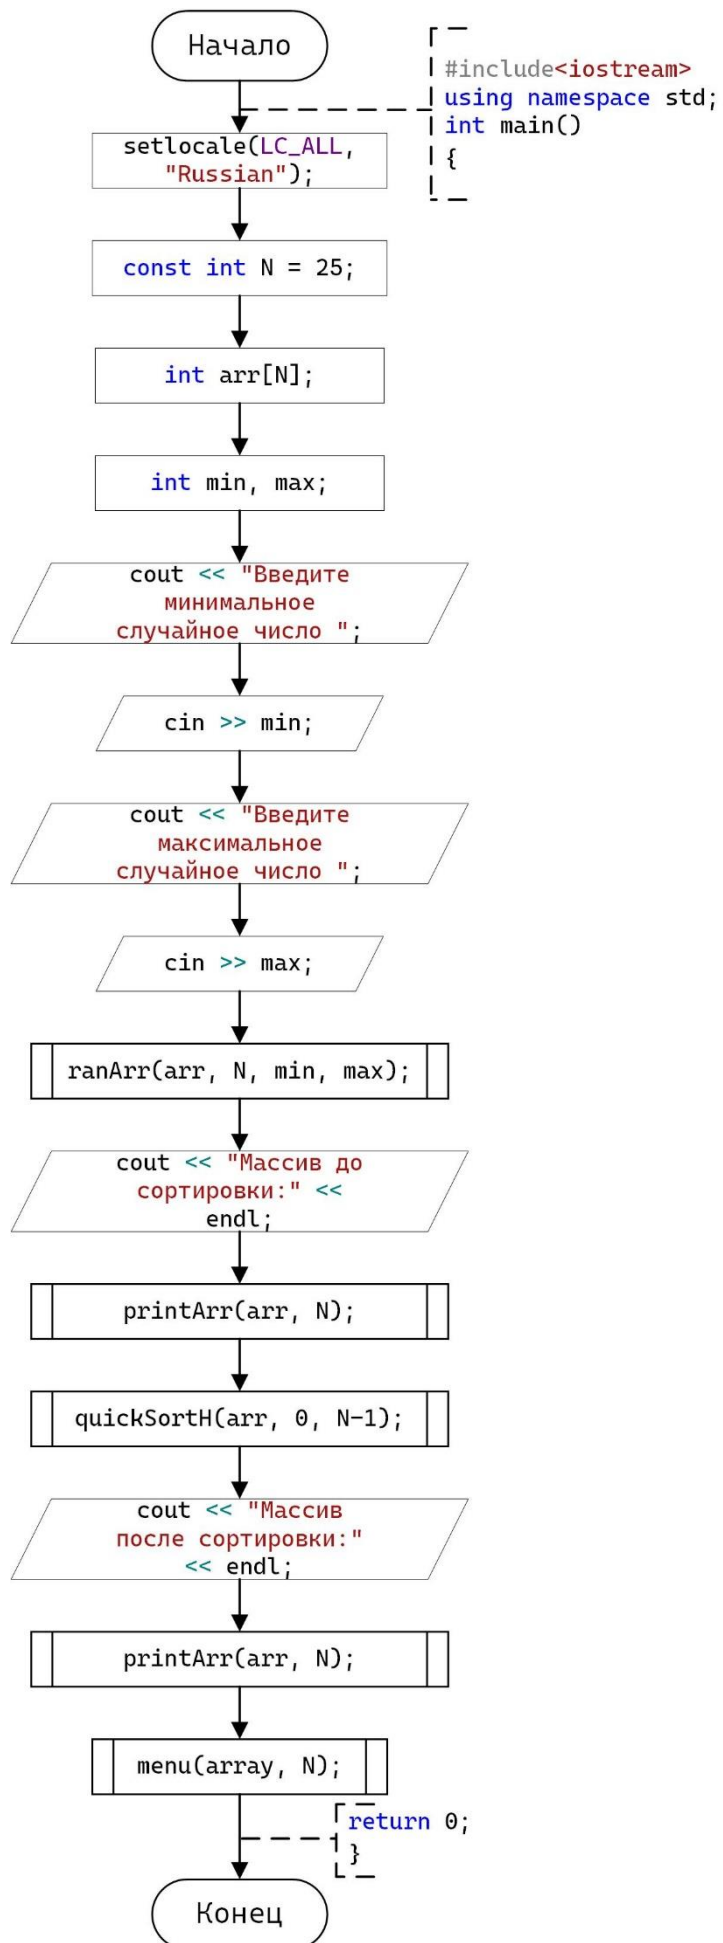 Начало
#include<iostream>
using namespace std;
int main()
{
setlocale(LC_ALL,
"Russian");
const int N = 25;
int arr[N];
int min, max;
cout << "Введите
минимальное
случайное число ";
cin >> min;
cout << "Введите
максимальное
случайное число ";
cin >> max;
ranArr(arr, N, min, max);
cout << "Массив до
сортировки:" <<
endl;
printArr(arr, N);
quickSortH(arr, 0, N-1);
cout << "Массив
после сортировки:"
<< endl;
printArr(arr, N);
menu(array, N);
return 0;
}
Конец